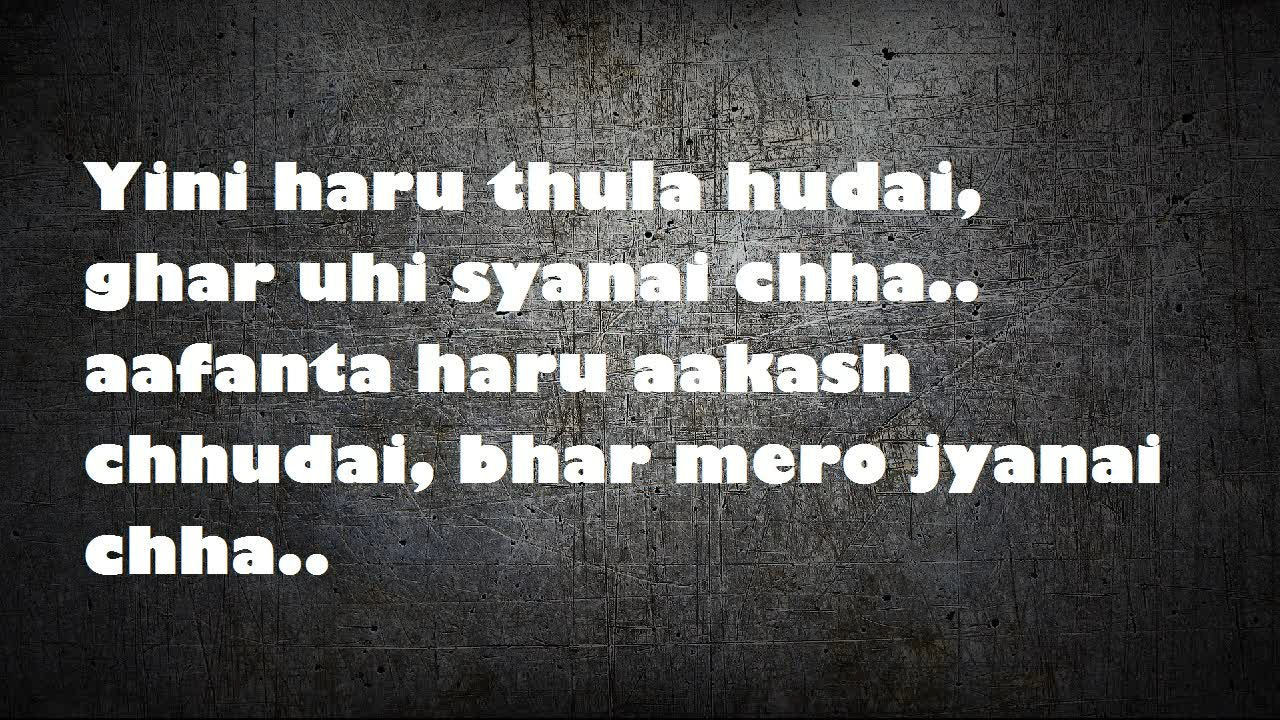 Yini haru thula hudai,
ghar uhi syanai chha..
aafanta haru aakash
chhudai, bhar mero jyanai
chha..